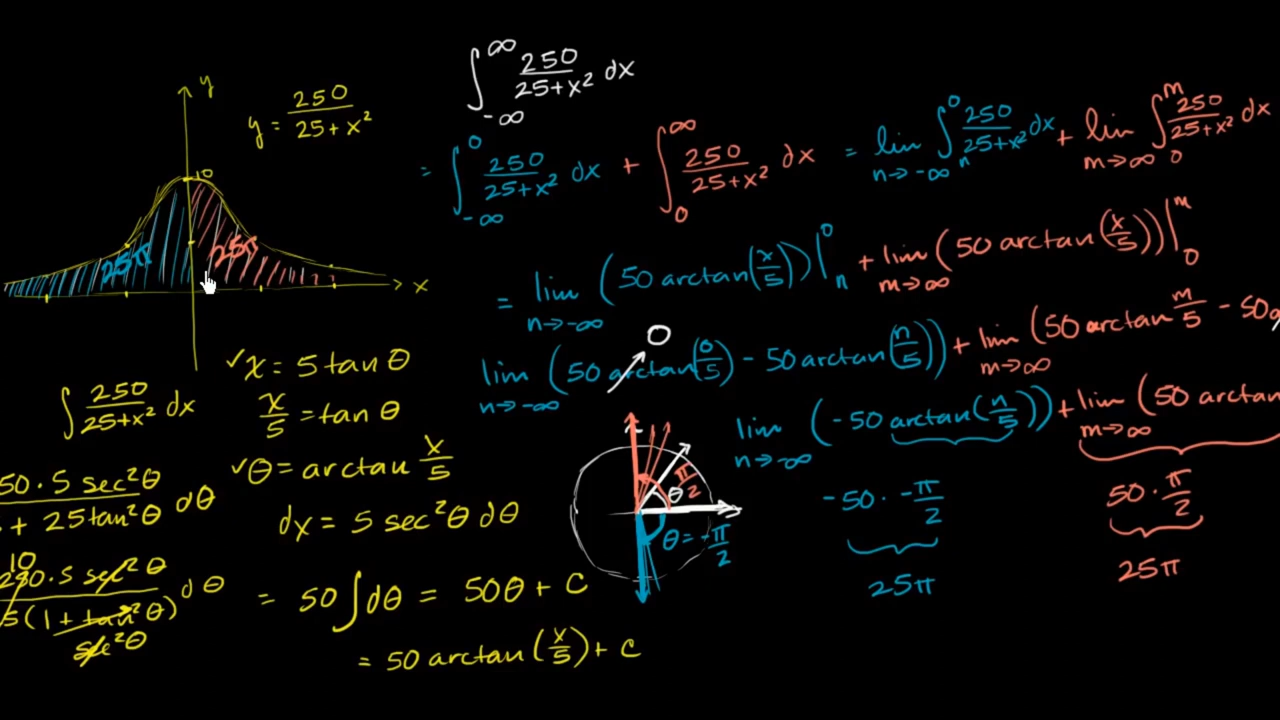 y
y = 250/(25+x²)
10
25π 25π
x
∫_{-∞}^{∞} 250/(25+x²) dx
= ∫_{-∞}^{0} 250/(25+x²) dx + ∫_{0}^{∞} 250/(25+x²) dx = lim_{n→-∞} ∫_{n}^{0} 250/(25+x²) dx + lim_{m→∞} ∫_{0}^{m} 250/(25+x²) dx
= lim_{n→-∞} (50 arctan(x/5))|_{n}^{0} + lim_{m→∞} (50 arctan(x/5))|_{0}^{m}
0
lim_{n→-∞} (50 arctan(0/5) - 50 arctan(n/5)) + lim_{m→∞} (50 arctan m/5 - 50
lim_{n→-∞} (-50 arctan(n/5)) + lim_{m→∞} (50 arctan
-50 · -π/2 50 · π/2
25π 25π
π/2
θ
θ = -π/2
∫ 250/(25+x²) dx
50 · 5 sec²θ / + 25tan²θ dθ
10
250 · 5 sec²θ / 5(1 + tan²θ) dθ
sec²θ
✓x = 5 tan θ
x/5 = tan θ
✓θ = arctan x/5
dx = 5 sec²θ dθ
= 50 ∫dθ = 50θ + C
= 50 arctan(x/5) + C